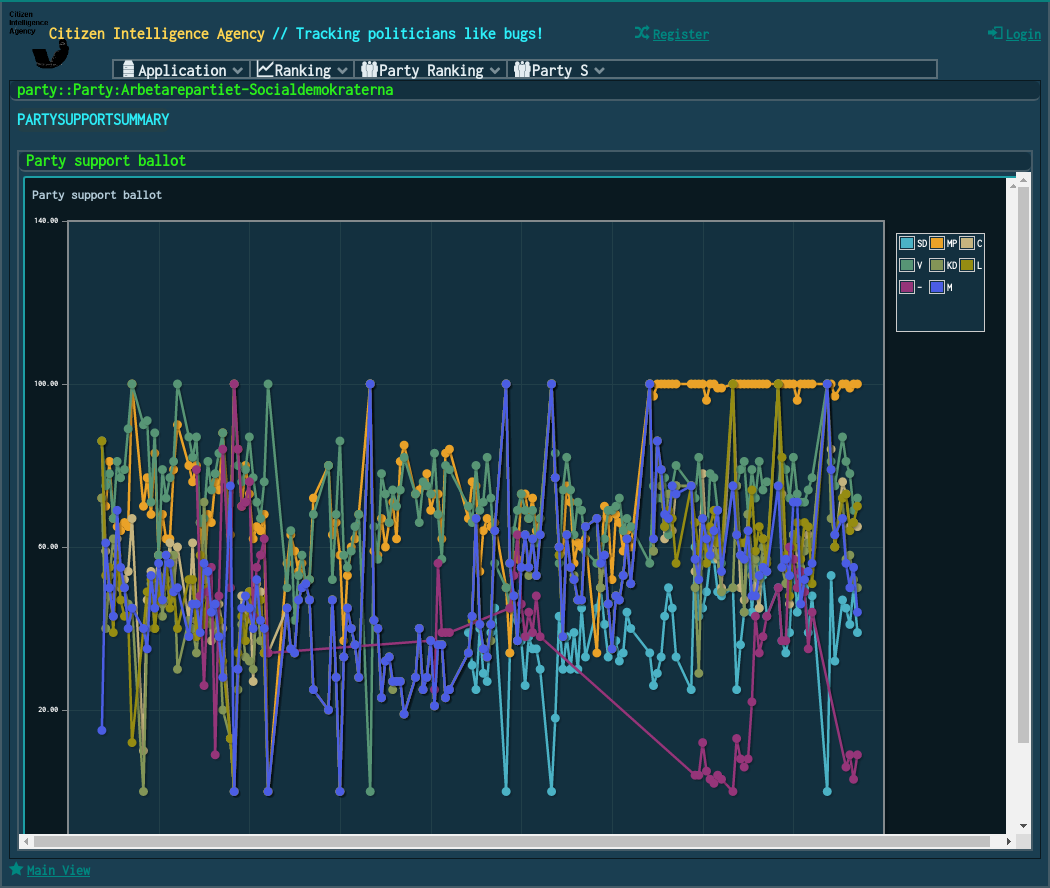 Citizen
Intelligence
Agency
Citizen Intelligence Agency // Tracking politicians like bugs!
Register
Login
Application
Ranking
Party Ranking
Party S
party::Party:Arbetarepartiet-Socialdemokraterna
PARTYSUPPORTSUMMARY
Party support ballot
Party support ballot
140.00
100.00
60.00
20.00
SD MP C
V KD L
- M
Main View